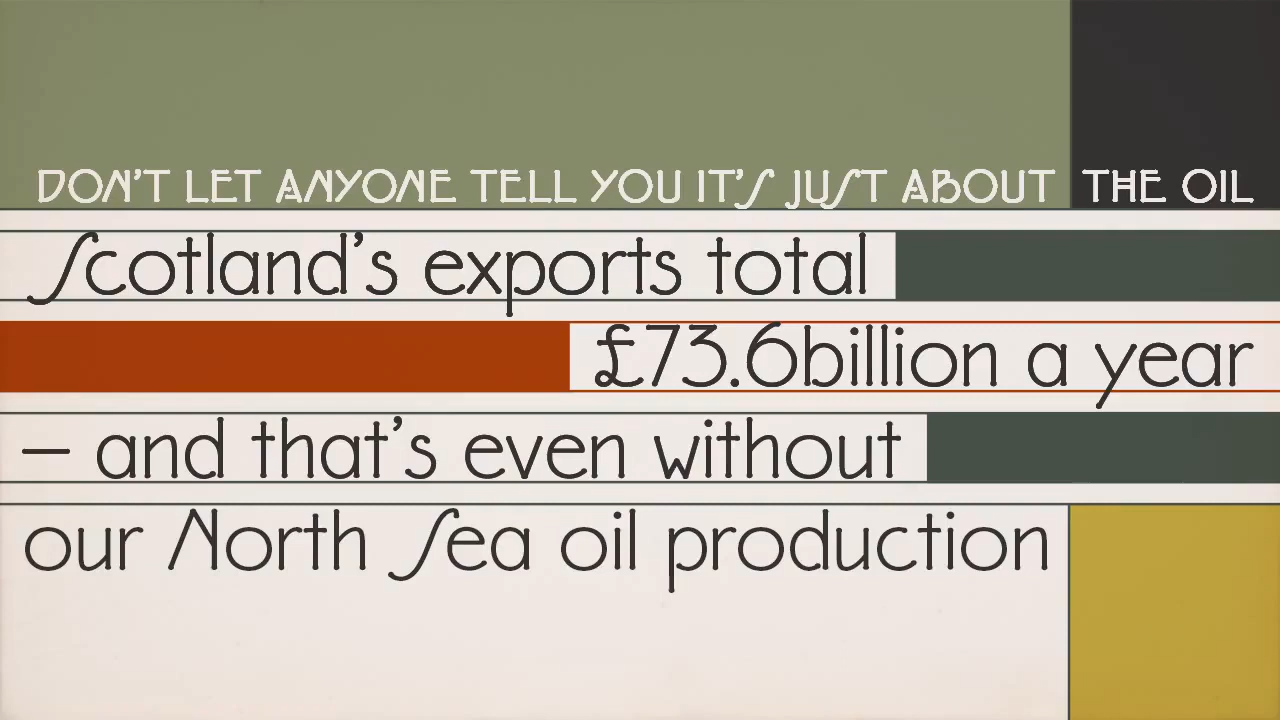 DON'T LET ANYONE TELL YOU IT'S JUST ABOUT THE OIL
Scotland's exports total
£73.6billion a year
– and that's even without
our North Sea oil production